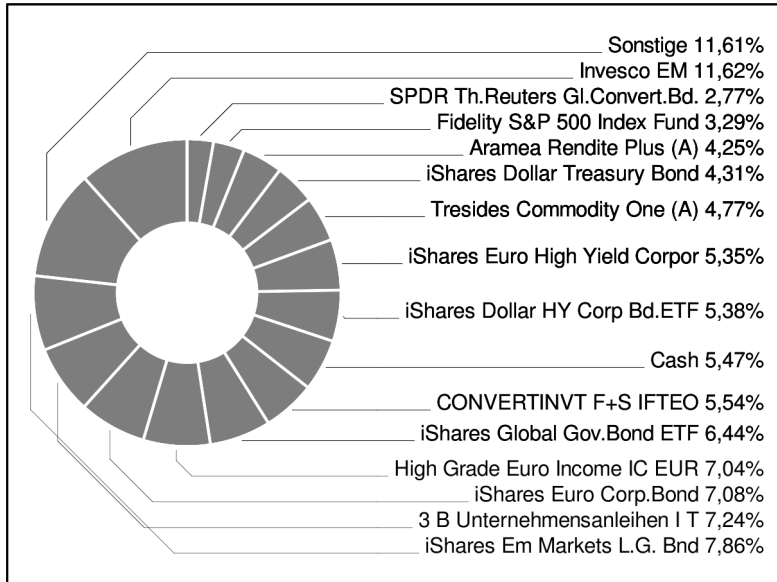 Sonstige 11,61%
Invesco EM 11,62%
SPDR Th.Reuters Gl.Convert.Bd. 2,77%
Fidelity S&P 500 Index Fund 3,29%
Aramea Rendite Plus (A) 4,25%
iShares Dollar Treasury Bond 4,31%
Tresides Commodity One (A) 4,77%
iShares Euro High Yield Corpor 5,35%
iShares Dollar HY Corp Bd.ETF 5,38%
Cash 5,47%
CONVERTINVT F+S IFTEO 5,54%
iShares Global Gov.Bond ETF 6,44%
High Grade Euro Income IC EUR 7,04%
iShares Euro Corp.Bond 7,08%
3 B Unternehmensanleihen I T 7,24%
iShares Em Markets L.G. Bnd 7,86%